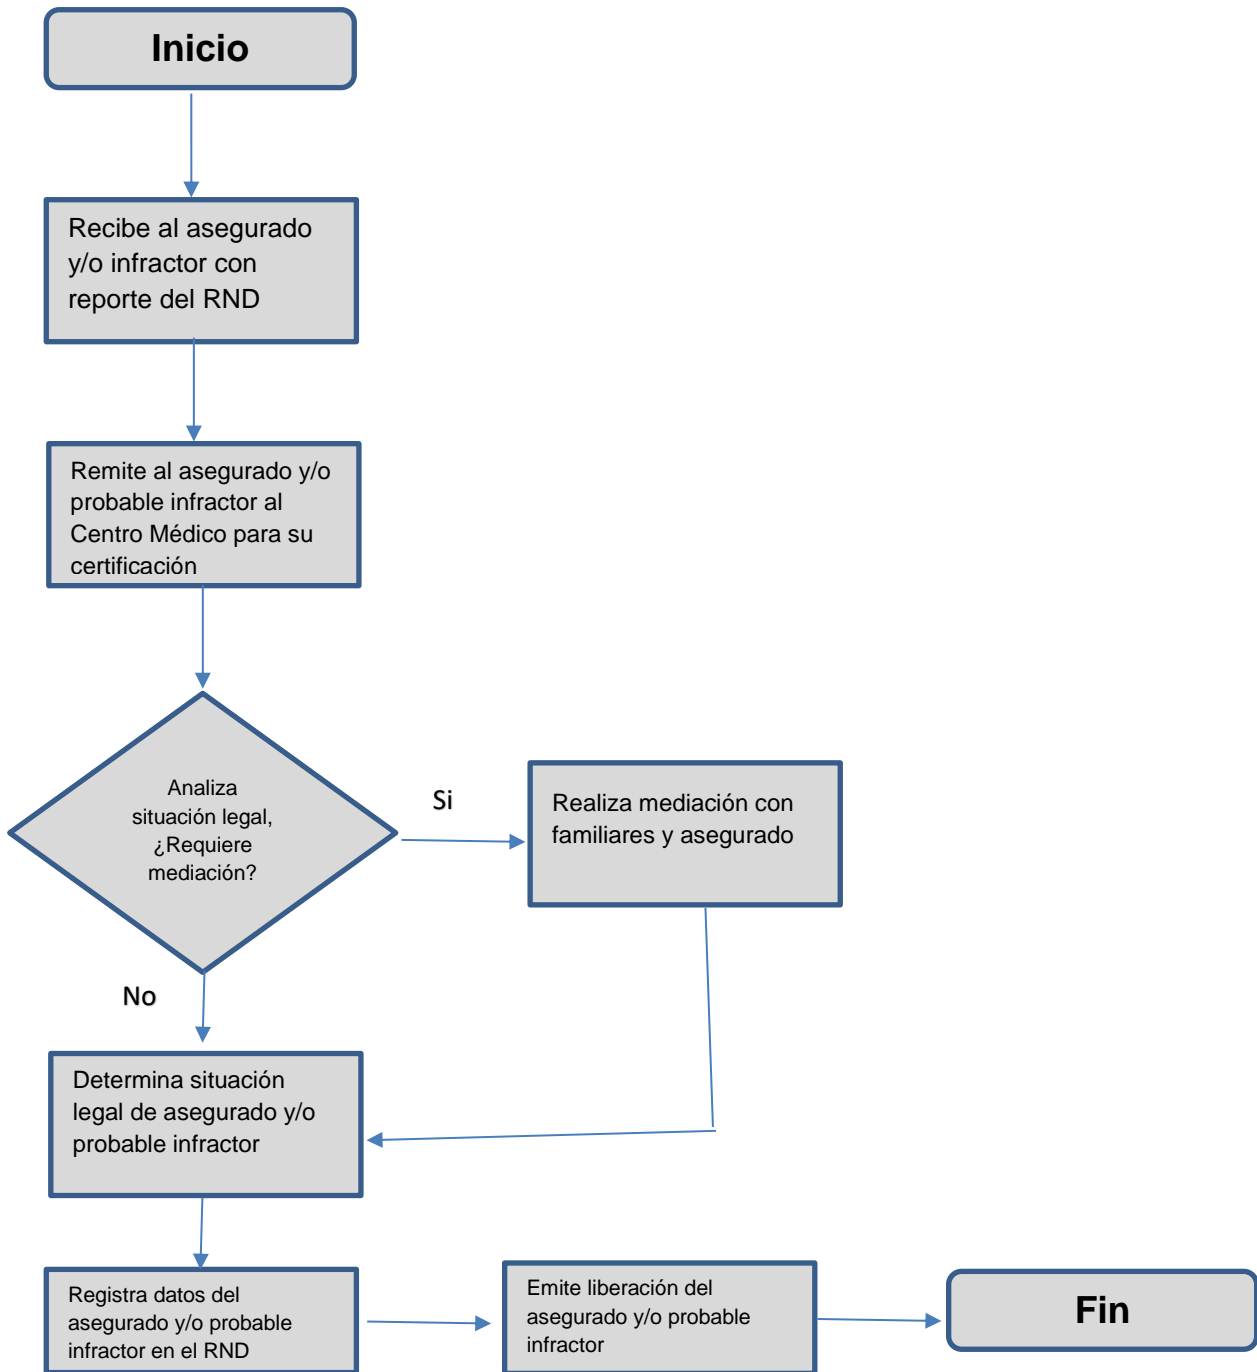 Inicio
Recibe al asegurado
y/o infractor con
reporte del RND
Remite al asegurado y/o
probable infractor al
Centro Médico para su
certificación
Analiza
situación legal,
¿Requiere
mediación?
Si
Realiza mediación con
familiares y asegurado
No
Determina situación
legal de asegurado y/o
probable infractor
Registra datos del
asegurado y/o probable
infractor en el RND
Emite liberación del
asegurado y/o probable
infractor
Fin